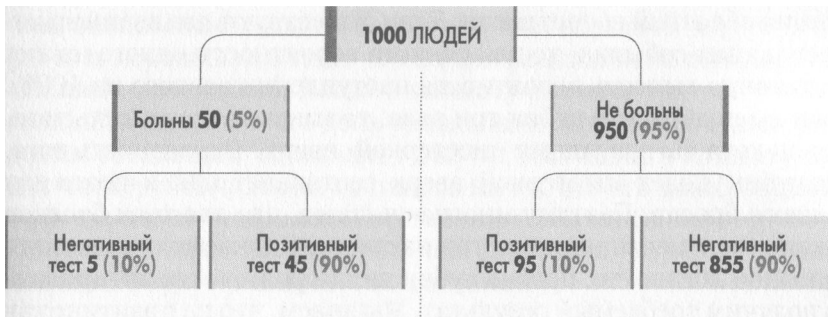 1000 ЛЮДЕЙ
Больны 50 (5%)
Не больны
950 (95%)
Негативный
тест 5 (10%)
Позитивный
тест 45 (90%)
Позитивный
тест 95 (10%)
Негативный
тест 855 (90%)